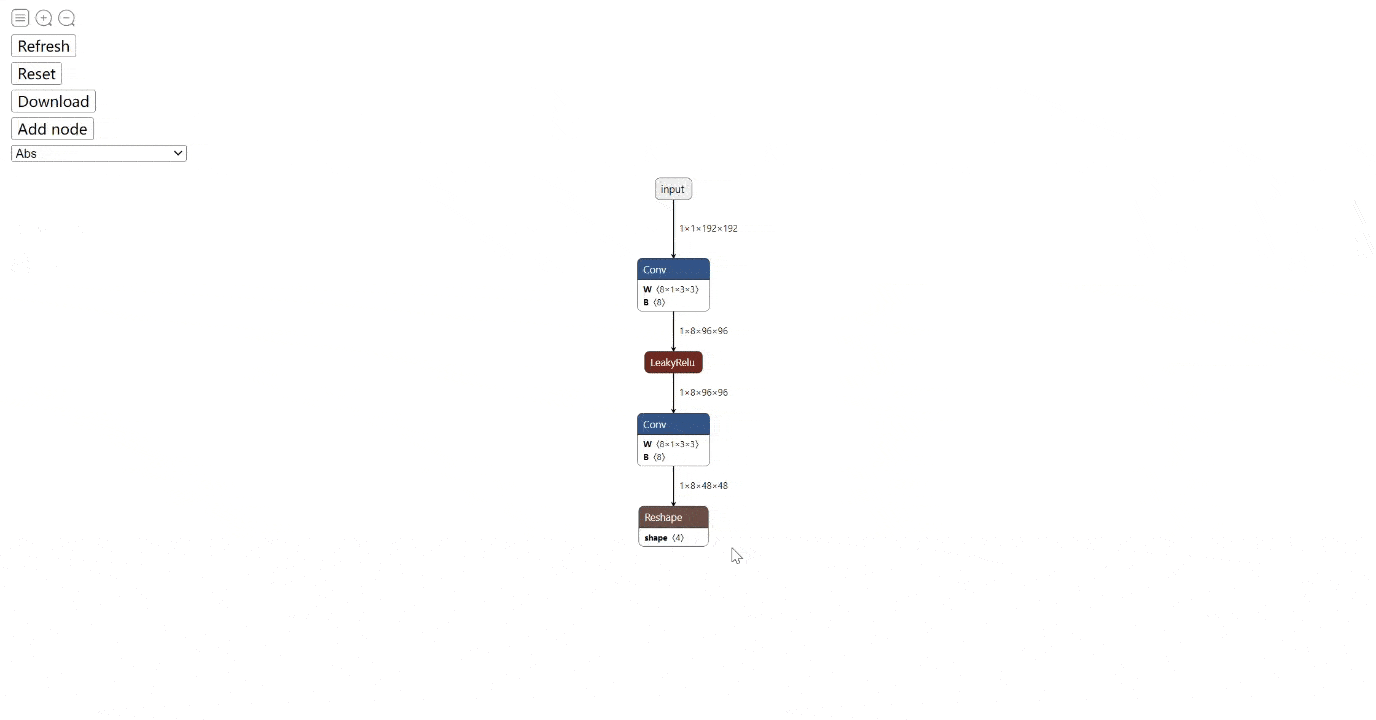 Refresh
Reset
Download
Add node
Abs
input
1×1×192×192
Conv
W ⟨8×1×3×3⟩
B ⟨8⟩
1×8×96×96
LeakyRelu
1×8×96×96
Conv
W ⟨8×1×3×3⟩
B ⟨8⟩
1×8×48×48
Reshape
shape ⟨4⟩